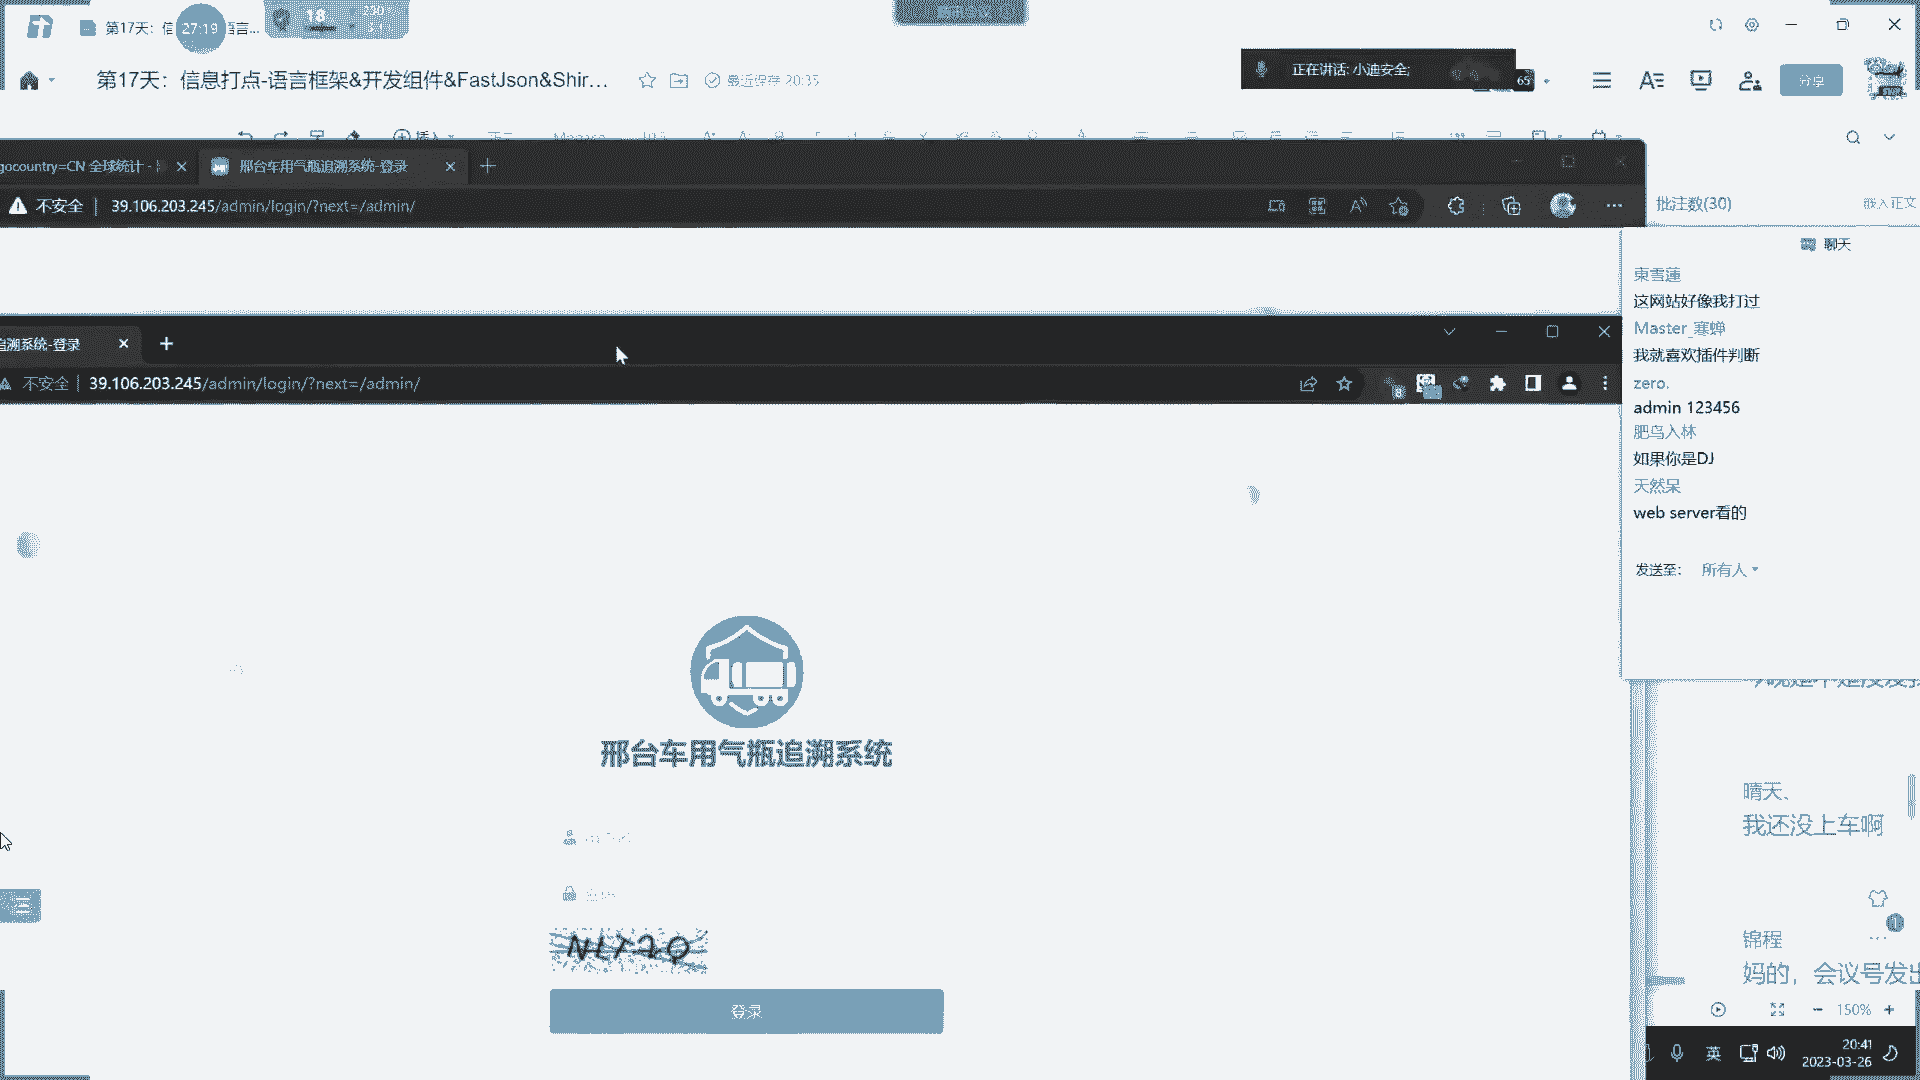 第17天：信
27:19
言...
18
第17天：信息打点-语言框架&开发组件&FastJson&Shir...
最近保存 20:35
正在讲话: 小迪安全;
65
分享
插入
gocountry=CN 全球统计 -
邢台车用气瓶追溯系统-登录
不安全
39.106.203.245/admin/login/?next=/admin/
批注数(30)
嵌入正文
聊天
東雪蓮
这网站好像我打过
Master_寒蝉
我就喜欢插件判断
zero.
admin 123456
肥鸟入林
如果你是DJ
天然呆
web server看的
发送至：
所有人
追溯系统-登录
不安全
39.106.203.245/admin/login/?next=/admin/
邢台车用气瓶追溯系统
登录
晴天、
我还没上车啊
锦程
妈的，会议号发出
150%
英
20:41
2023-03-26